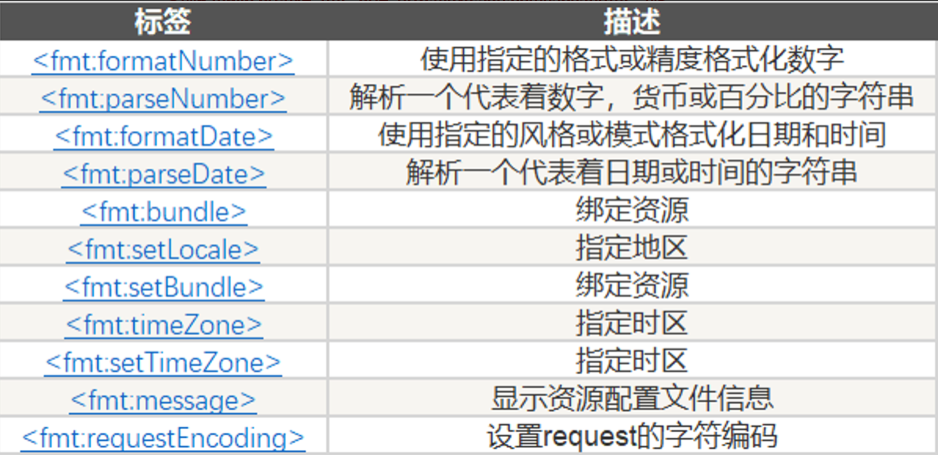 标签 描述
<fmt:formatNumber> 使用指定的格式或精度格式化数字
<fmt:parseNumber> 解析一个代表着数字，货币或百分比的字符串
<fmt:formatDate> 使用指定的风格或模式格式化日期和时间
<fmt:parseDate> 解析一个代表着日期或时间的字符串
<fmt:bundle> 绑定资源
<fmt:setLocale> 指定地区
<fmt:setBundle> 绑定资源
<fmt:timeZone> 指定时区
<fmt:setTimeZone> 指定时区
<fmt:message> 显示资源配置文件信息
<fmt:requestEncoding> 设置request的字符编码